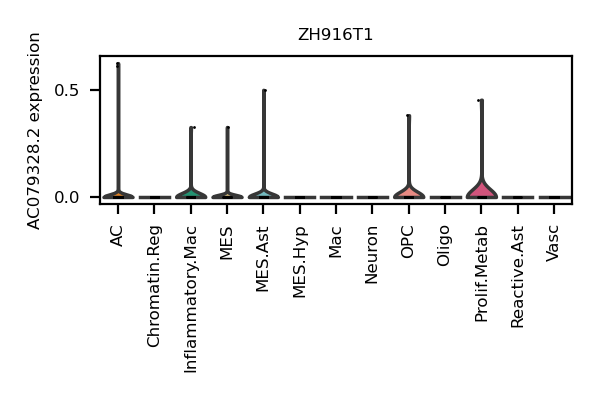 ZH916T1
AC079328.2 expression
0.5
0.0
AC
Chromatin.Reg
Inflammatory.Mac
MES
MES.Ast
MES.Hyp
Mac
Neuron
OPC
Oligo
Prolif.Metab
Reactive.Ast
Vasc